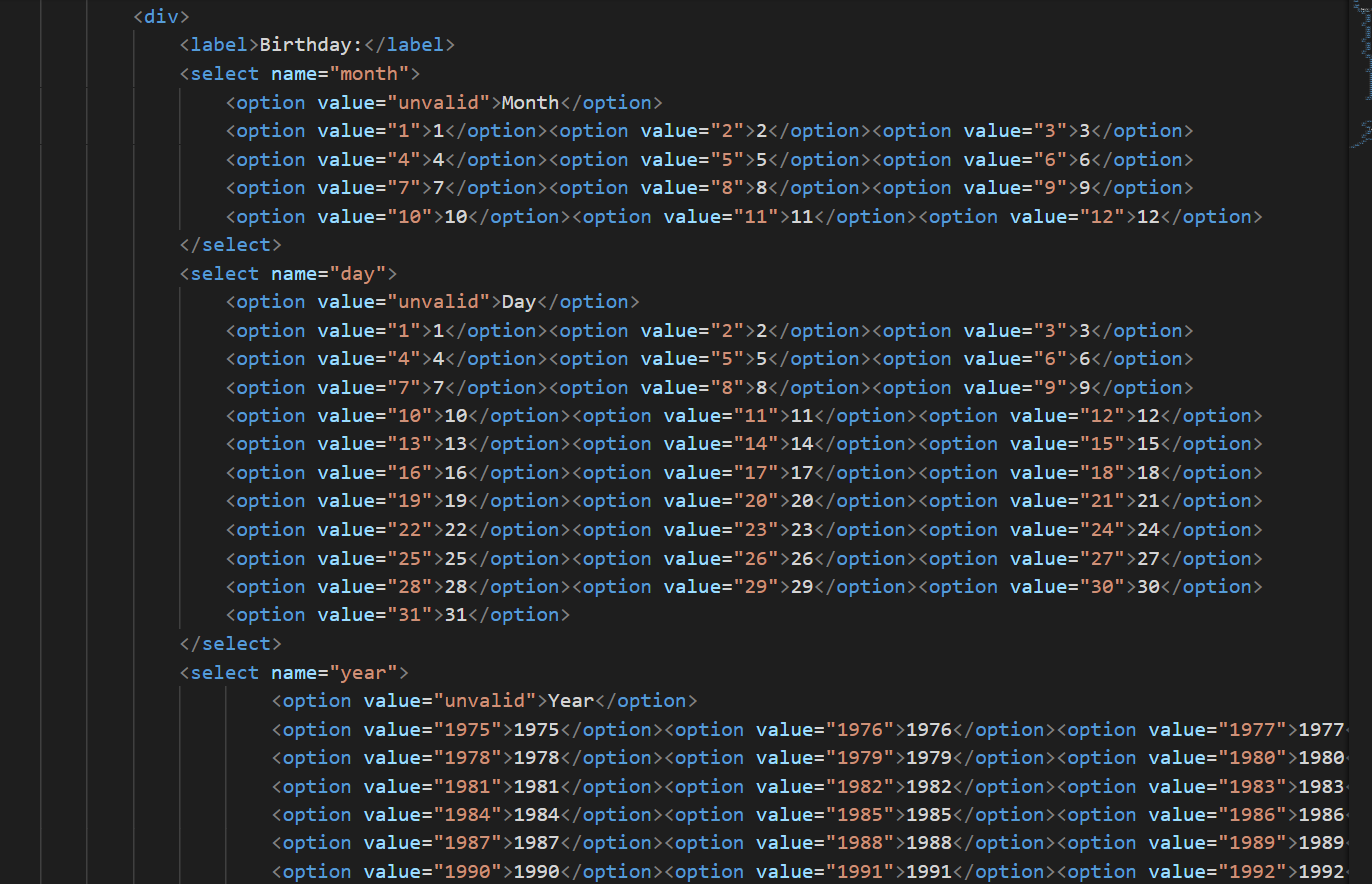 <div>
<label>Birthday:</label>
<select name="month">
<option value="unvalid">Month</option>
<option value="1">1</option><option value="2">2</option><option value="3">3</option>
<option value="4">4</option><option value="5">5</option><option value="6">6</option>
<option value="7">7</option><option value="8">8</option><option value="9">9</option>
<option value="10">10</option><option value="11">11</option><option value="12">12</option>
</select>
<select name="day">
<option value="unvalid">Day</option>
<option value="1">1</option><option value="2">2</option><option value="3">3</option>
<option value="4">4</option><option value="5">5</option><option value="6">6</option>
<option value="7">7</option><option value="8">8</option><option value="9">9</option>
<option value="10">10</option><option value="11">11</option><option value="12">12</option>
<option value="13">13</option><option value="14">14</option><option value="15">15</option>
<option value="16">16</option><option value="17">17</option><option value="18">18</option>
<option value="19">19</option><option value="20">20</option><option value="21">21</option>
<option value="22">22</option><option value="23">23</option><option value="24">24</option>
<option value="25">25</option><option value="26">26</option><option value="27">27</option>
<option value="28">28</option><option value="29">29</option><option value="30">30</option>
<option value="31">31</option>
</select>
<select name="year">
<option value="unvalid">Year</option>
<option value="1975">1975</option><option value="1976">1976</option><option value="1977">1977<
<option value="1978">1978</option><option value="1979">1979</option><option value="1980">1980<
<option value="1981">1981</option><option value="1982">1982</option><option value="1983">1983<
<option value="1984">1984</option><option value="1985">1985</option><option value="1986">1986<
<option value="1987">1987</option><option value="1988">1988</option><option value="1989">1989<
<option value="1990">1990</option><option value="1991">1991</option><option value="1992">1992<